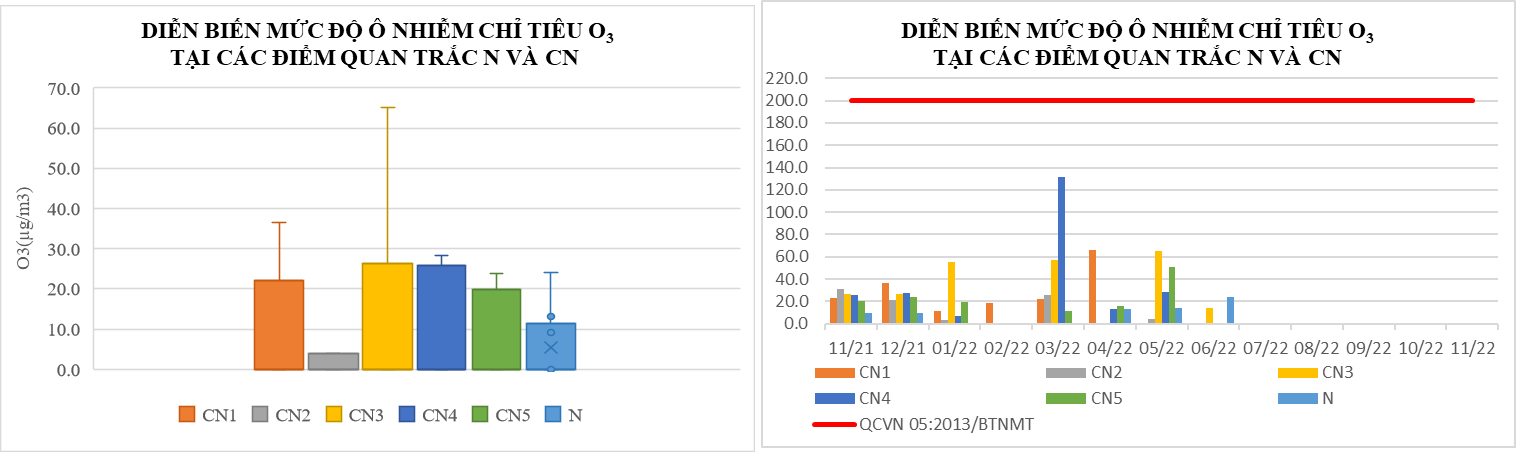 DIỄN BIẾN MỨC ĐỘ Ô NHIỄM CHỈ TIÊU O₃
TẠI CÁC ĐIỂM QUAN TRẮC N VÀ CN
70.0
60.0
50.0
40.0
30.0
20.0
10.0
0.0
O3(µg/m3)
CN1 CN2 CN3 CN4 CN5 N
DIỄN BIẾN MỨC ĐỘ Ô NHIỄM CHỈ TIÊU O₃
TẠI CÁC ĐIỂM QUAN TRẮC N VÀ CN
220.0
200.0
180.0
160.0
140.0
120.0
100.0
80.0
60.0
40.0
20.0
0.0
11/21 12/21 01/22 02/22 03/22 04/22 05/22 06/22 07/22 08/22 09/22 10/22 11/22
CN1 CN2 CN3
CN4 CN5 N
QCVN 05:2013/BTNMT